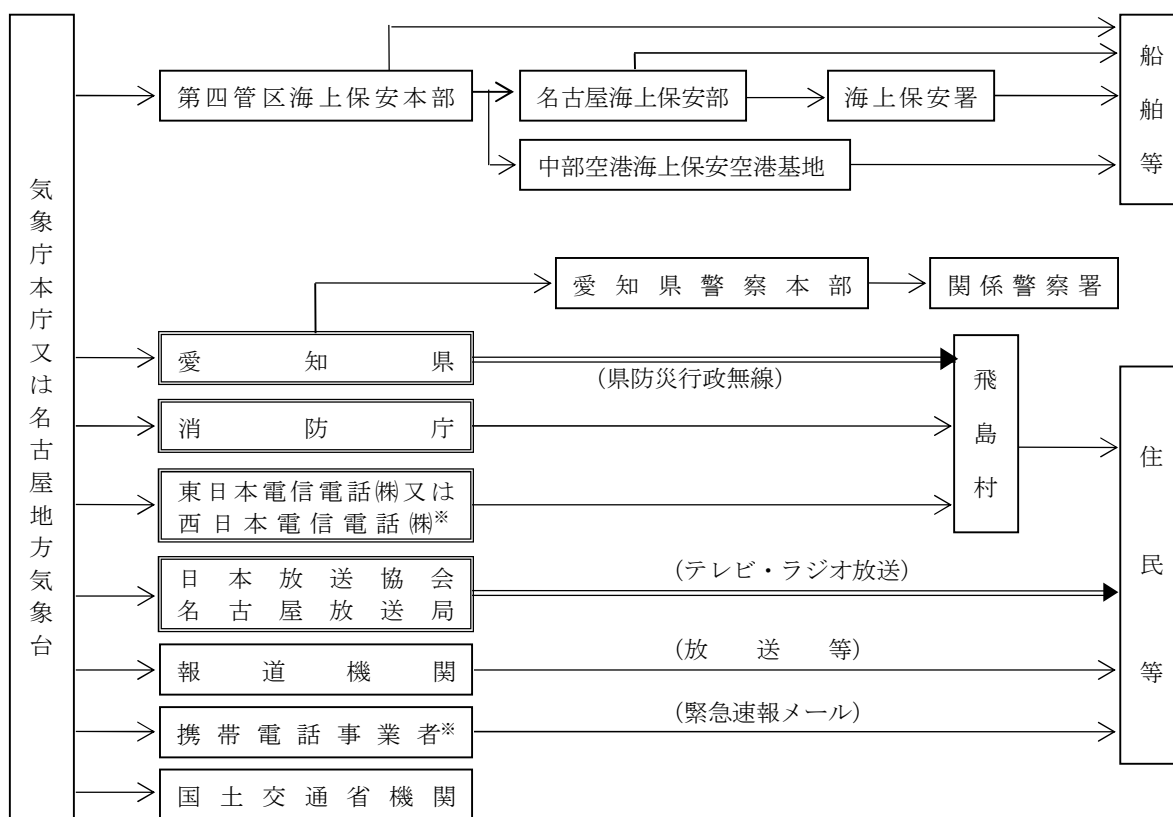 気象庁本庁又は名古屋地方気象台
第四管区海上保安本部
名古屋海上保安部
海上保安署
中部空港海上保安空港基地
船舶等
愛知県警察本部
関係警察署
愛知県
（県防災行政無線）
消防庁
東日本電信電話㈱又は
西日本電信電話㈱※
飛島村
日本放送協会
名古屋放送局
（テレビ・ラジオ放送）
報道機関
（放送等）
携帯電話事業者※
（緊急速報メール）
国土交通省機関
住民等